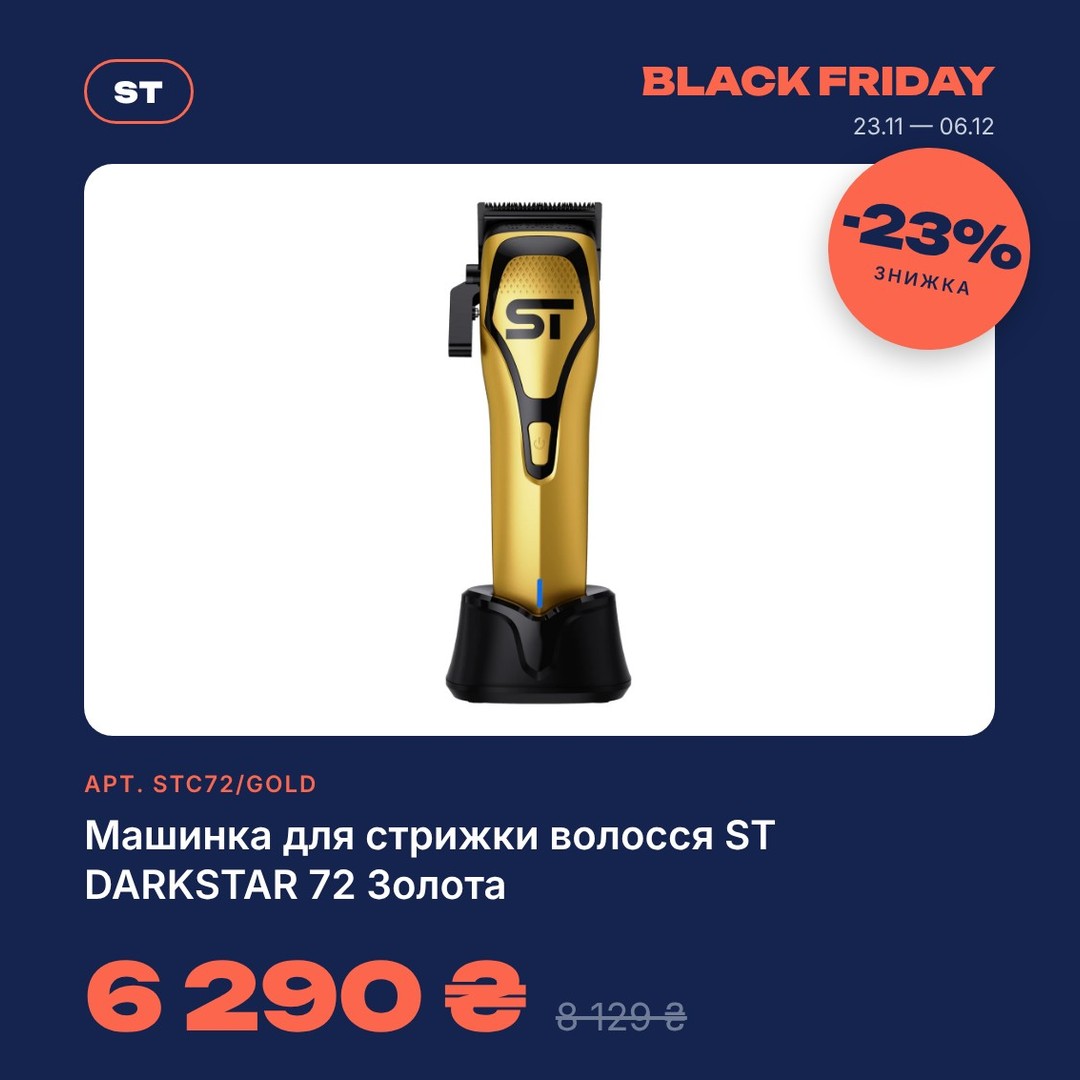 ST
BLACK FRIDAY
23.11 — 06.12
-23%
ЗНИЖКА
ST
АРТ. STC72/GOLD
Машинка для стрижки волосся ST
DARKSTAR 72 Золота
6 290 ₴ 8 129 ₴